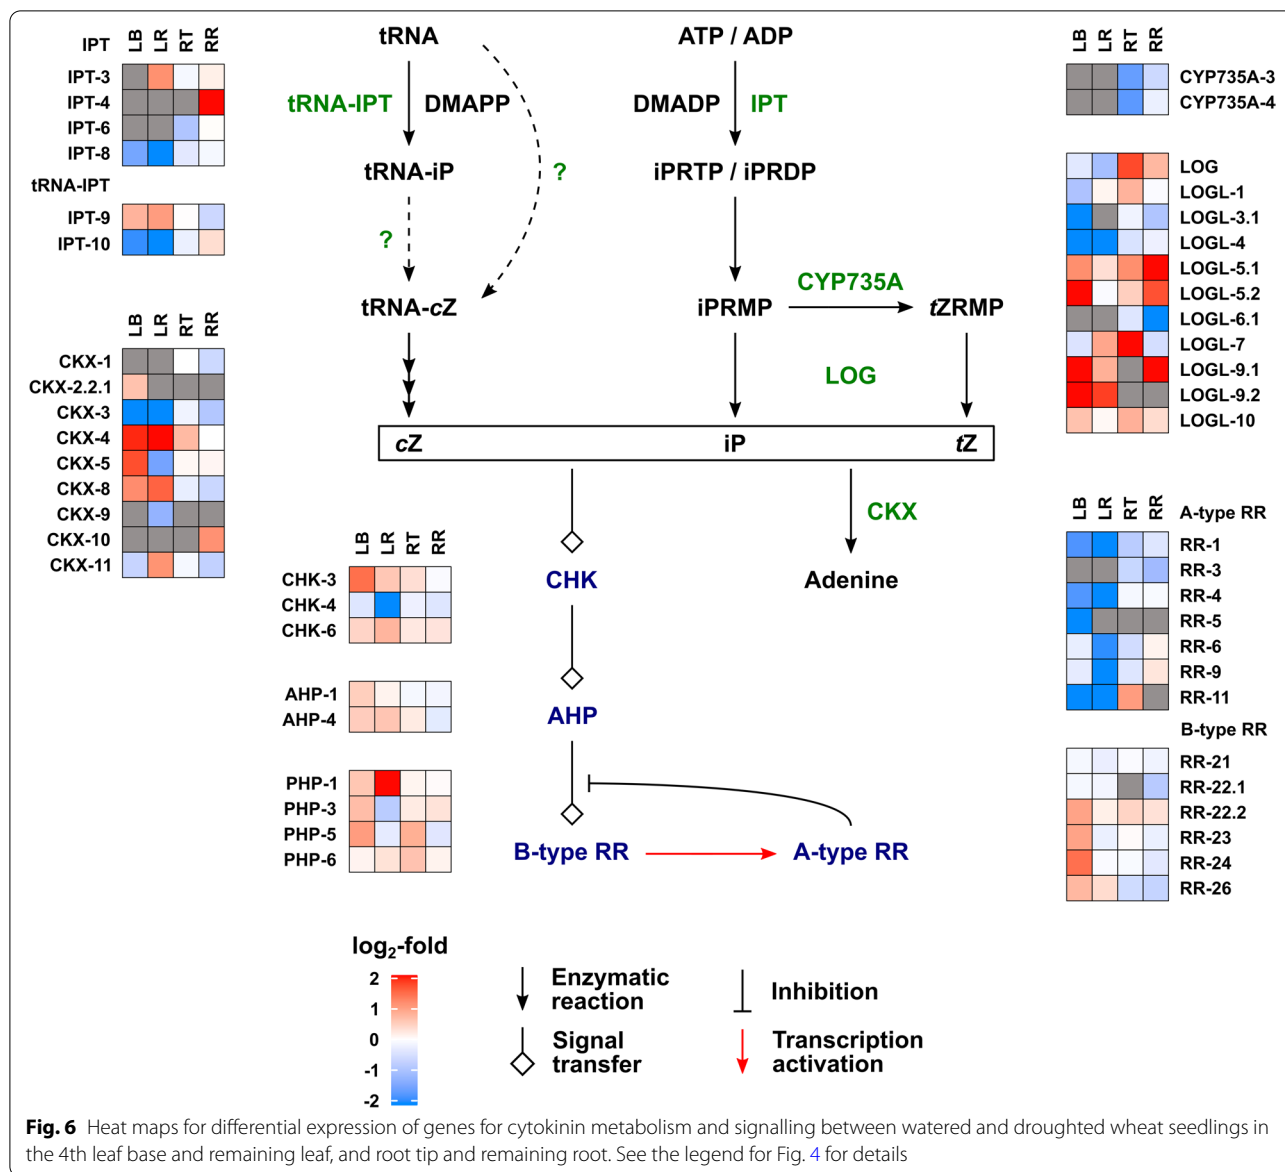 IPT LB LR RT RR
IPT-3
IPT-4
IPT-6
IPT-8
tRNA-IPT
IPT-9
IPT-10
LB LR RT RR
CKX-1
CKX-2.2.1
CKX-3
CKX-4
CKX-5
CKX-8
CKX-9
CKX-10
CKX-11
tRNA
tRNA-IPT DMAPP
tRNA-iP
?
?
tRNA-cZ
ATP / ADP
DMADP IPT
iPRTP / iPRDP
CYP735A
iPRMP
tZRMP
LOG
cZ iP tZ
CKX
CHK
Adenine
AHP
B-type RR
A-type RR
LB LR RT RR
CHK-3
CHK-4
CHK-6
AHP-1
AHP-4
PHP-1
PHP-3
PHP-5
PHP-6
LB LR RT RR
CYP735A-3
CYP735A-4
LOG
LOGL-1
LOGL-3.1
LOGL-4
LOGL-5.1
LOGL-5.2
LOGL-6.1
LOGL-7
LOGL-9.1
LOGL-9.2
LOGL-10
LB LR RT RR A-type RR
RR-1
RR-3
RR-4
RR-5
RR-6
RR-9
RR-11
B-type RR
RR-21
RR-22.1
RR-22.2
RR-23
RR-24
RR-26
log2-fold
2
1
0
-1
-2
Enzymatic
reaction
Signal
transfer
Inhibition
Transcription
activation
Fig. 6 Heat maps for differential expression of genes for cytokinin metabolism and signalling between watered and droughted wheat seedlings in
the 4th leaf base and remaining leaf, and root tip and remaining root. See the legend for Fig. 4 for details